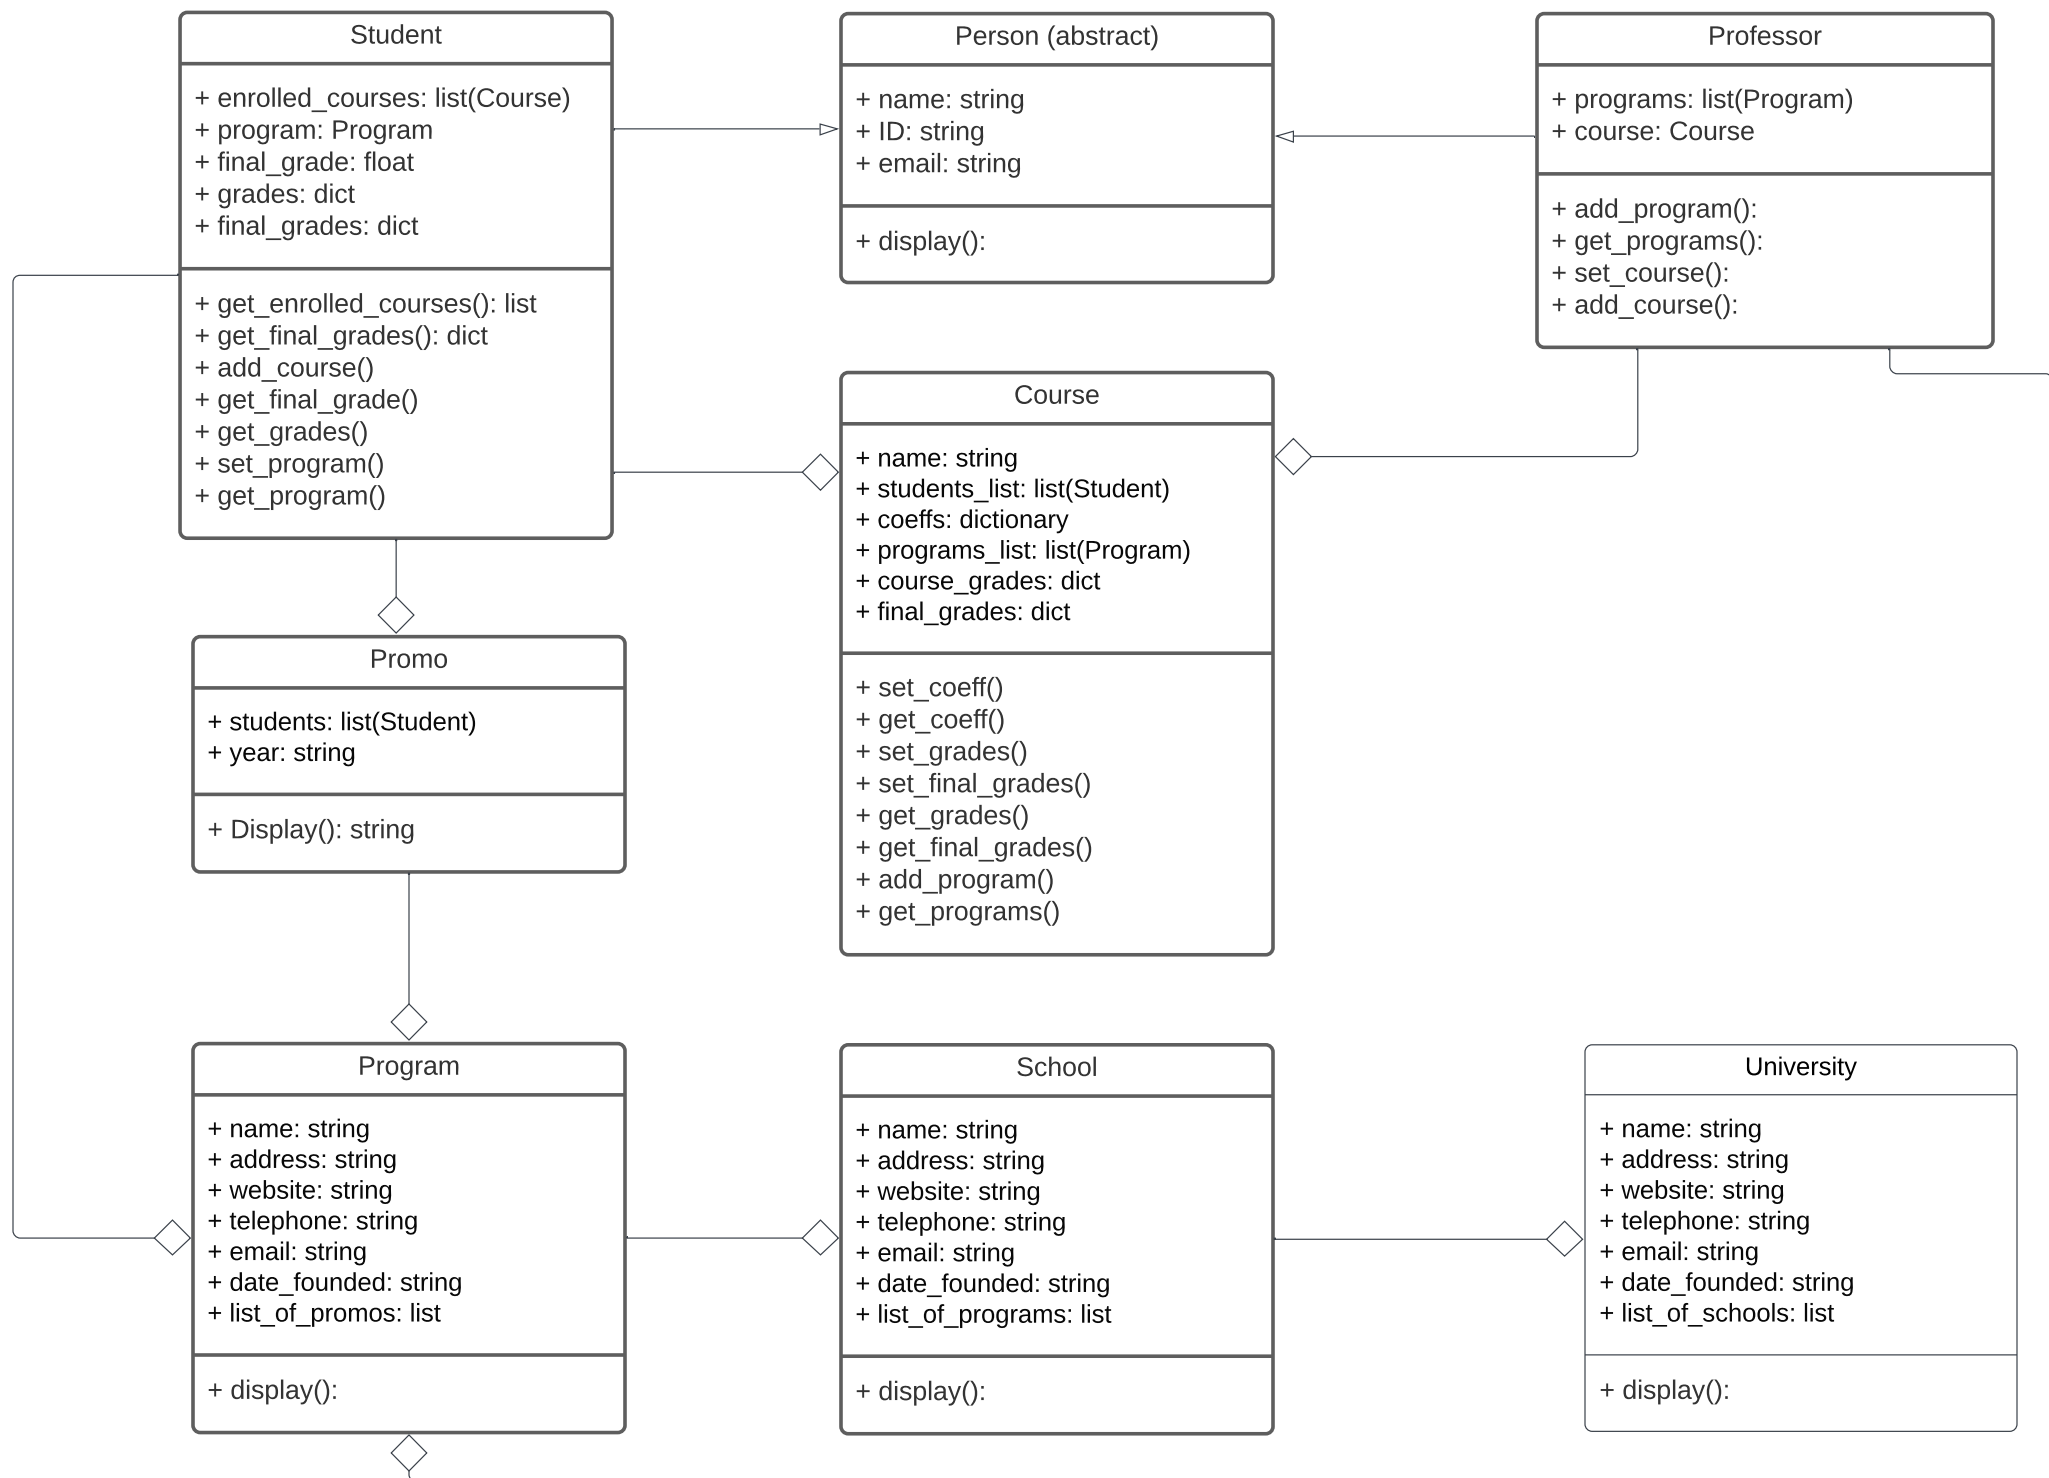 Student
+ enrolled_courses: list(Course)
+ program: Program
+ final_grade: float
+ grades: dict
+ final_grades: dict
+ get_enrolled_courses(): list
+ get_final_grades(): dict
+ add_course()
+ get_final_grade()
+ get_grades()
+ set_program()
+ get_program()
Person (abstract)
+ name: string
+ ID: string
+ email: string
+ display():
Professor
+ programs: list(Program)
+ course: Course
+ add_program():
+ get_programs():
+ set_course():
+ add_course():
Course
+ name: string
+ students_list: list(Student)
+ coeffs: dictionary
+ programs_list: list(Program)
+ course_grades: dict
+ final_grades: dict
+ set_coeff()
+ get_coeff()
+ set_grades()
+ set_final_grades()
+ get_grades()
+ get_final_grades()
+ add_program()
+ get_programs()
Promo
+ students: list(Student)
+ year: string
+ Display(): string
Program
+ name: string
+ address: string
+ website: string
+ telephone: string
+ email: string
+ date_founded: string
+ list_of_promos: list
+ display():
School
+ name: string
+ address: string
+ website: string
+ telephone: string
+ email: string
+ date_founded: string
+ list_of_programs: list
+ display():
University
+ name: string
+ address: string
+ website: string
+ telephone: string
+ email: string
+ date_founded: string
+ list_of_schools: list
+ display():